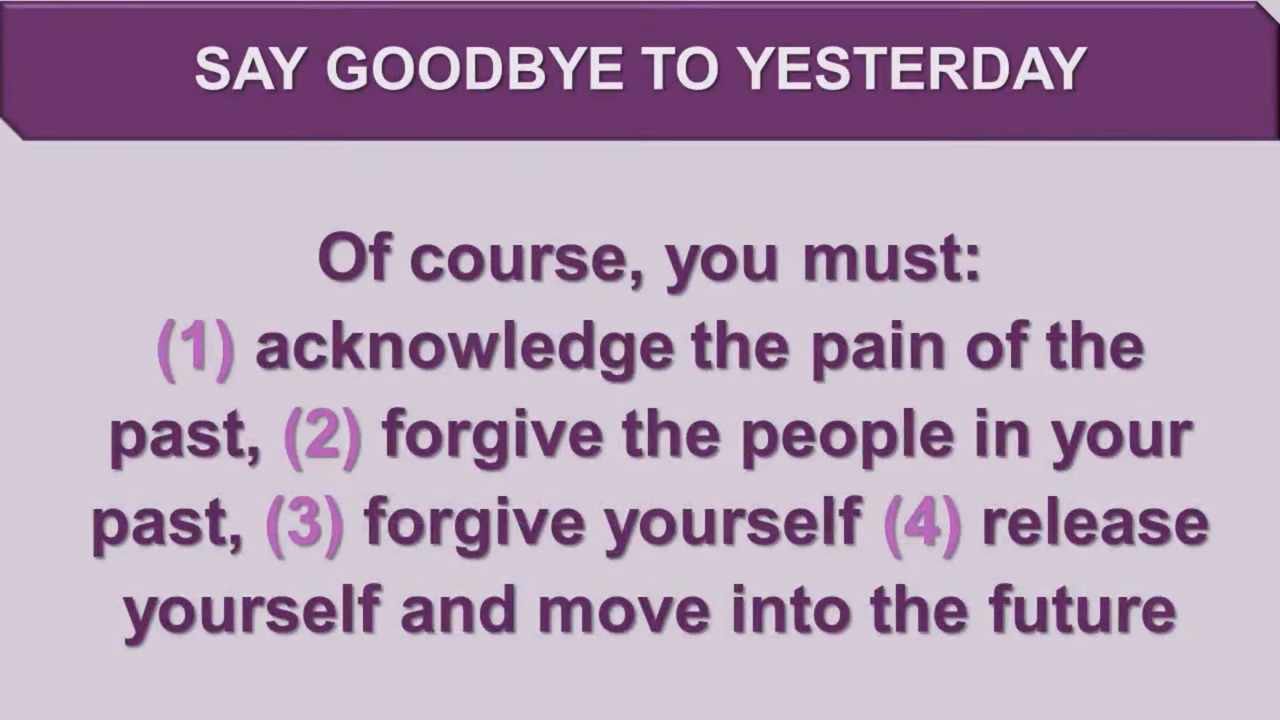 SAY GOODBYE TO YESTERDAY
Of course, you must:
(1) acknowledge the pain of the
past, (2) forgive the people in your
past, (3) forgive yourself (4) release
yourself and move into the future